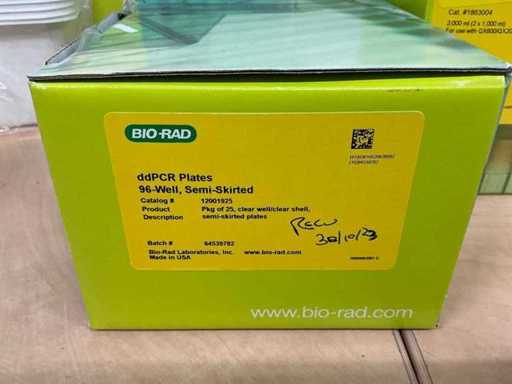 Cat. #1863004
BIO-RAD
ddPCR Plates
96-Well, Semi-Skirted
Catalog # 12001925
Product Pkg of 25, clear well/clear shell,
Description semi-skirted plates
Recv
30/10/23
Batch # 64539782
Bio-Rad Laboratories, Inc. www.bio-rad.com
Made in USA
www.bio-rad.com